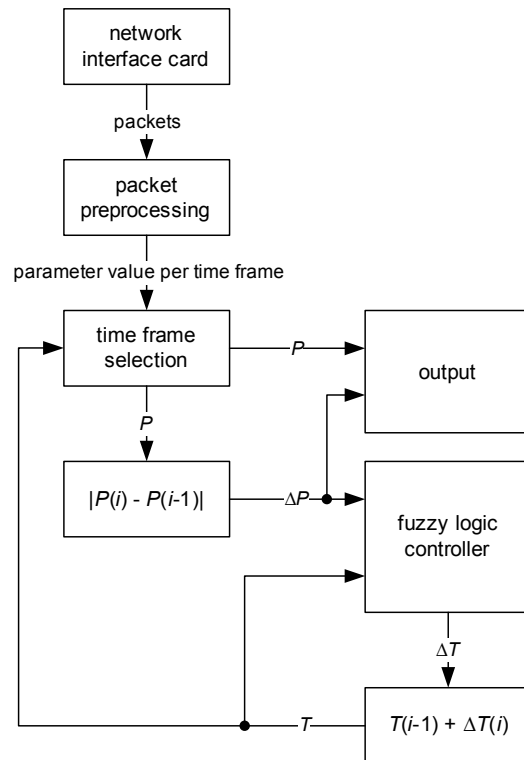 network
interface card
packets
packet
preprocessing
parameter value per time frame
time frame
selection
P
output
P
|P(i) - P(i-1)|
ΔP
fuzzy logic
controller
ΔT
T
T(i-1) + ΔT(i)